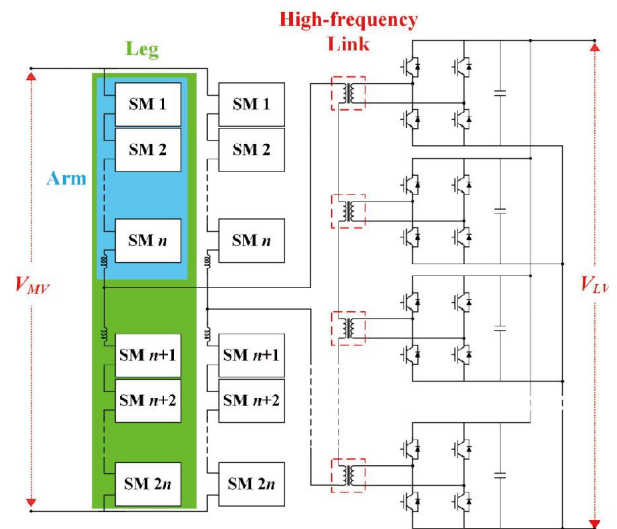 High-frequency
Link
Leg
SM 1
SM 1
SM 2
SM 2
Arm
SM n
SM n
V_MV
V_LV
SM n+1
SM n+1
SM n+2
SM n+2
SM 2n
SM 2n